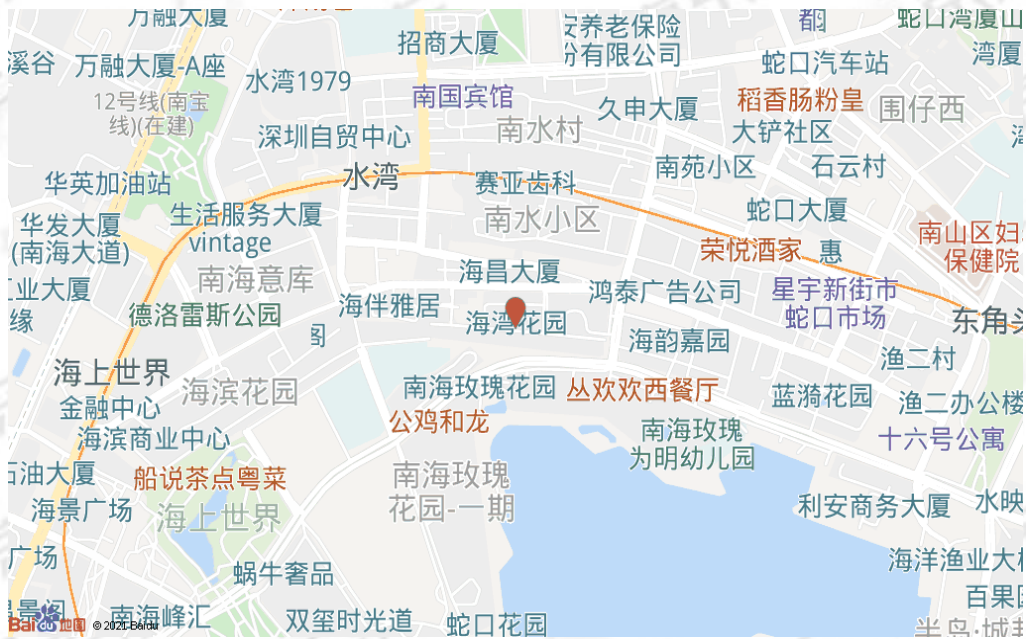 万融大厦
招商大厦
安养老保险
份有限公司
都
蛇口湾厦山
湾厦
溪谷
万融大厦-A座
水湾1979
蛇口汽车站
12号线(南宝
线)(在建)
南国宾馆
久申大厦
稻香肠粉皇
围仔西
深圳自贸中心
南水村
大铲社区
华英加油站
水湾
赛亚齿科
南苑小区
石云村
华发大厦
(南海大道)
生活服务大厦
vintage
南水小区
蛇口大厦
南山区妇
保健院
荣悦酒家
惠
工业大厦
南海意库
海昌大厦
鸿泰广告公司
星宇新街市
蛇口市场
缘
德洛雷斯公园
海伴雅居
海湾花园
东角头
阁
海韵嘉园
渔二村
海上世界
海滨花园
南海玫瑰花园
丛欢欢西餐厅
蓝漪花园
渔二办公楼
金融中心
公鸡和龙
海滨商业中心
南海玫瑰
为明幼儿园
十六号公寓
石油大厦
船说茶点粤菜
南海玫瑰
花园-一期
海景广场
海上世界
利安商务大厦
水映
广场
蜗牛奢品
海洋渔业大
百果园
南海峰汇
双玺时光道
蛇口花园
半岛·城邦
Baidu地图
© 2021 Baidu